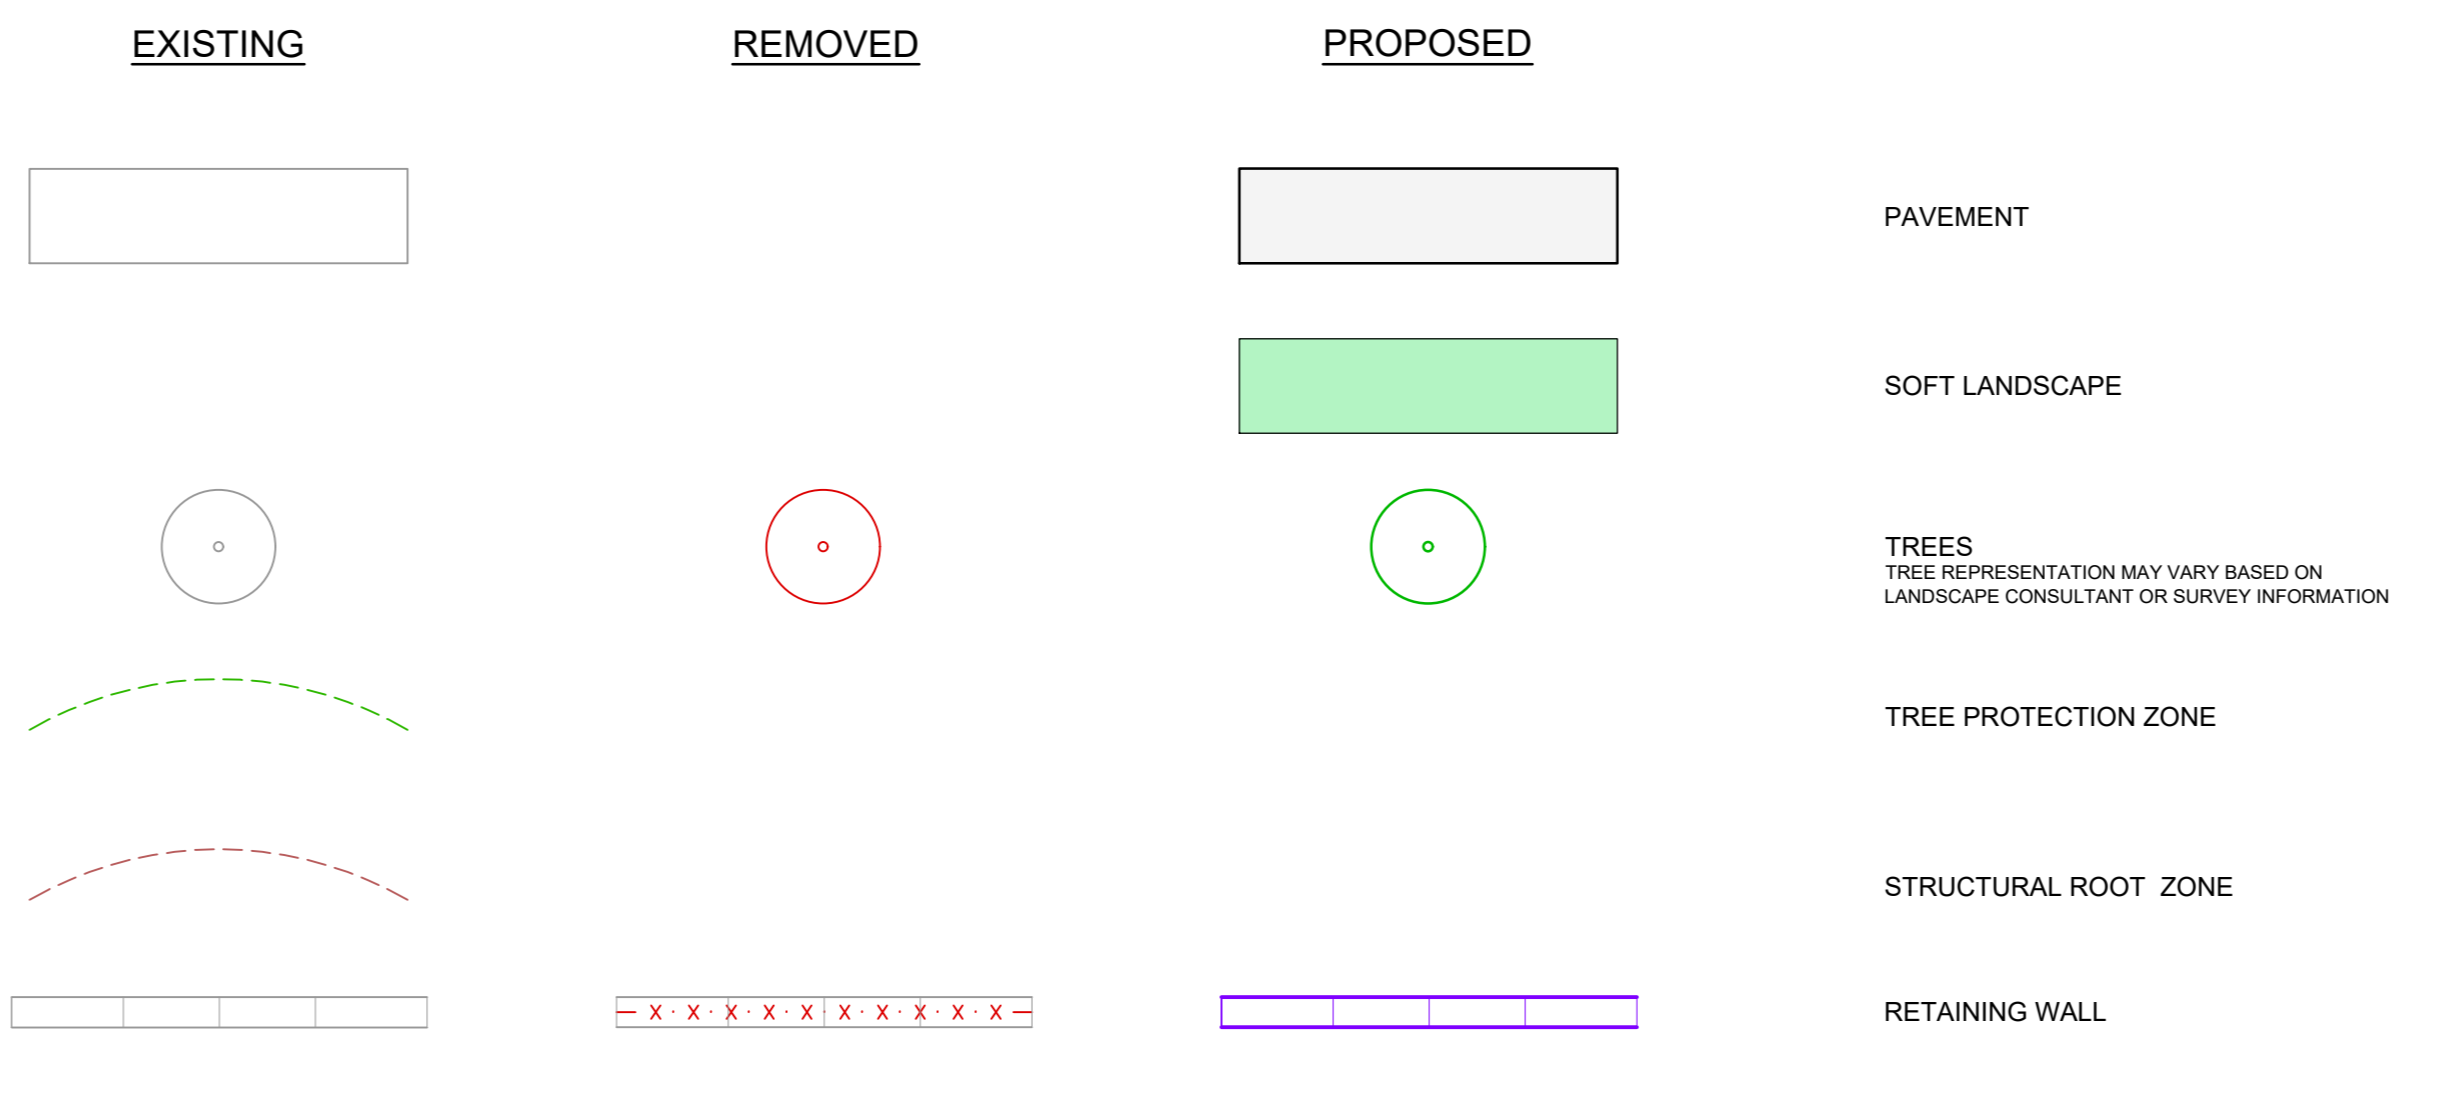 EXISTING
REMOVED
PROPOSED
PAVEMENT
SOFT LANDSCAPE
TREES
TREE REPRESENTATION MAY VARY BASED ON
LANDSCAPE CONSULTANT OR SURVEY INFORMATION
TREE PROTECTION ZONE
STRUCTURAL ROOT  ZONE
RETAINING WALL